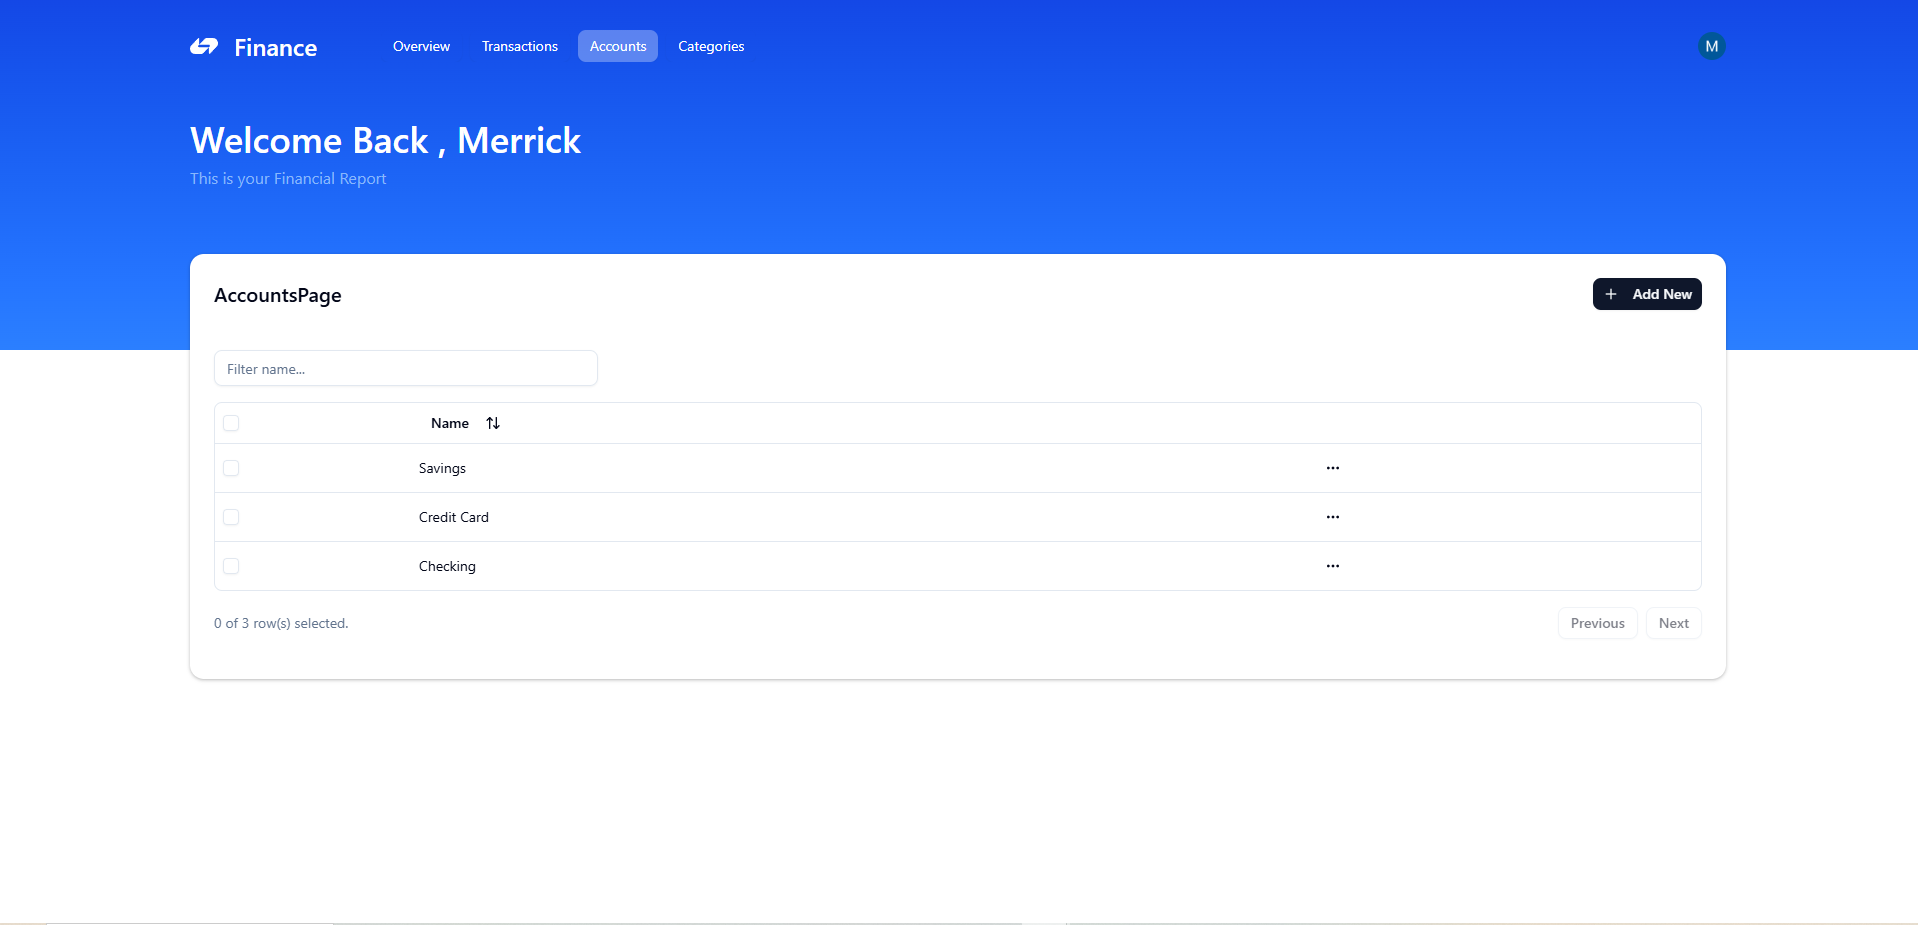 Finance
Overview
Transactions
Accounts
Categories
M
Welcome Back , Merrick
This is your Financial Report
AccountsPage
Add New
Filter name...
Name
Savings
Credit Card
Checking
0 of 3 row(s) selected.
Previous
Next